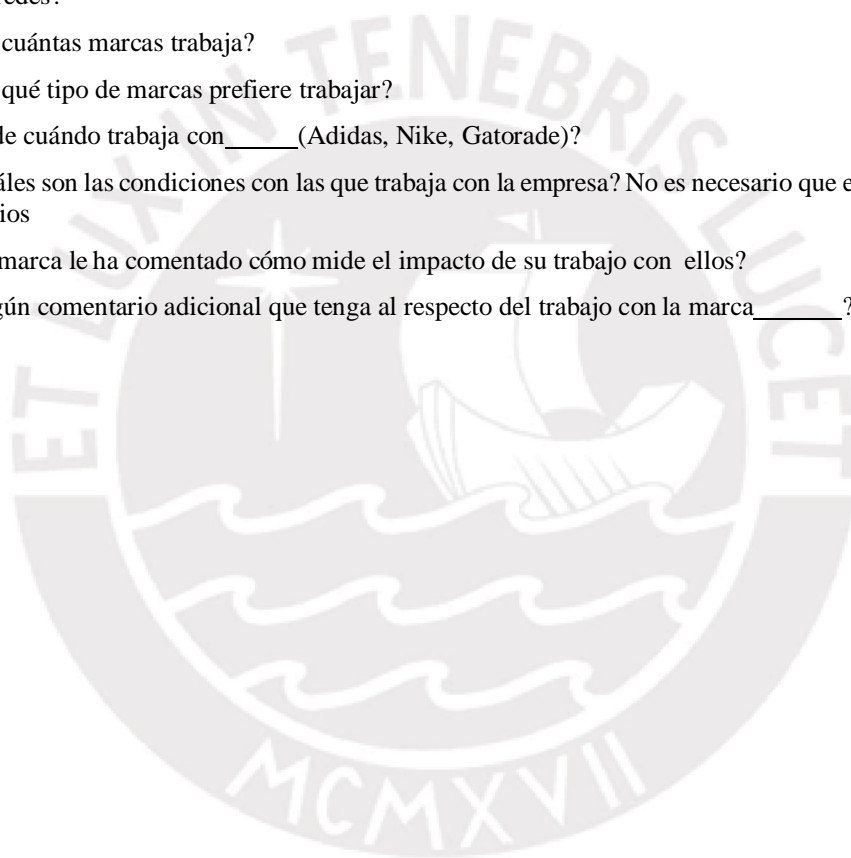 redes?
cuántas marcas trabaja?
qué tipo de marcas prefiere trabajar?
de cuándo trabaja con______(Adidas, Nike, Gatorade)?
áles son las condiciones con las que trabaja con la empresa? No es necesario que e
ios
marca le ha comentado cómo mide el impacto de su trabajo con ellos?
gún comentario adicional que tenga al respecto del trabajo con la marca_______?
ET LUX IN TENEBRIS LUCET
MCMXVII